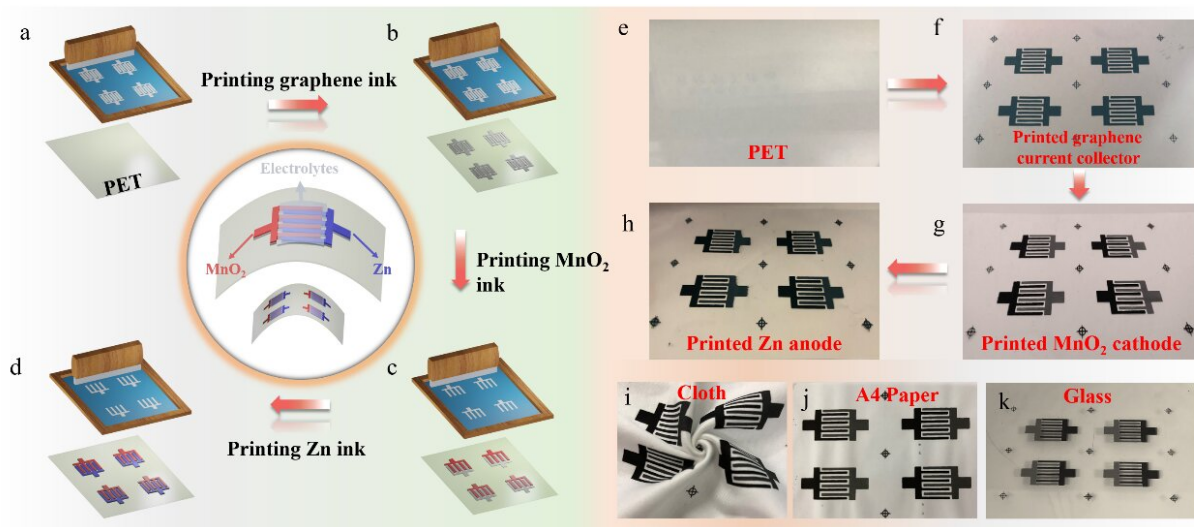 a
b
Printing graphene ink
PET
Electrolytes
MnO₂
Zn
Printing MnO₂
ink
d
c
Printing Zn ink
e
PET
f
Printed graphene
current collector
h
Printed Zn anode
g
Printed MnO₂ cathode
i
Cloth
j
A4 Paper
k
Glass